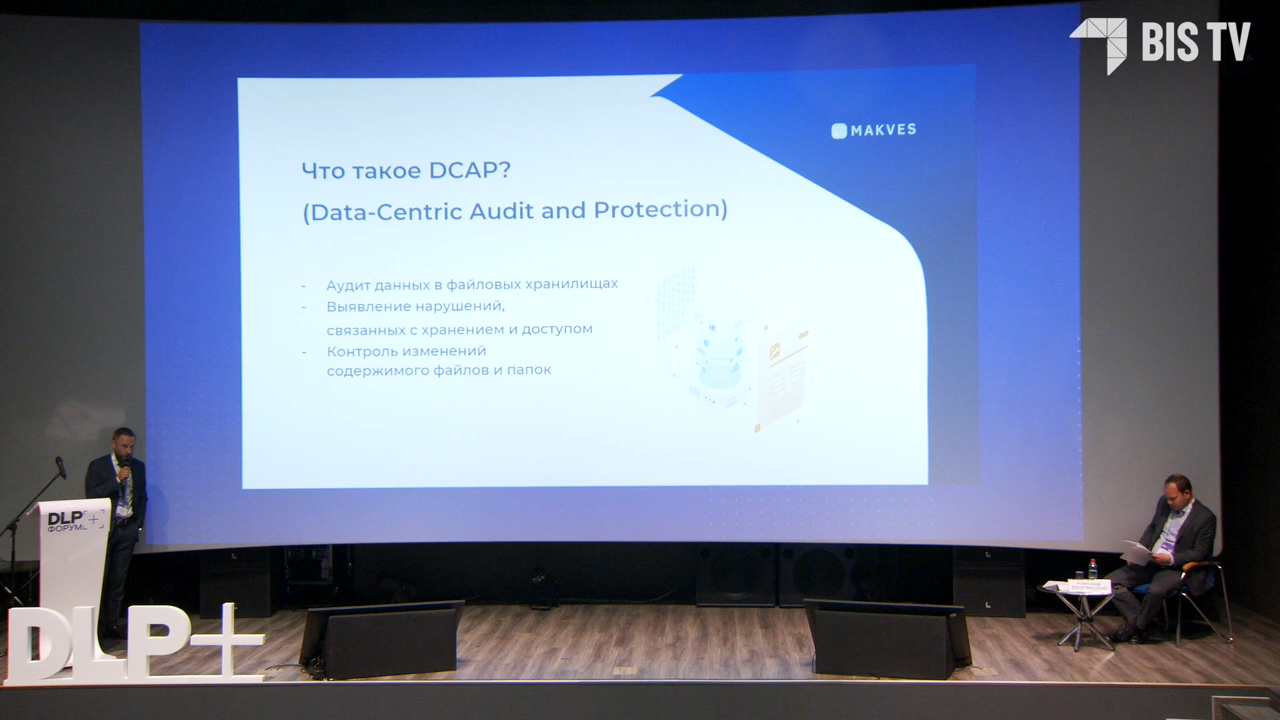 BIS TV
MAKVES
Что такое DCAP?
(Data-Centric Audit and Protection)
- Аудит данных в файловых хранилищах
- Выявление нарушений,
связанных с хранением и доступом
- Контроль изменений
содержимого файлов и папок
DLP+
ФОРУМ
DLP+